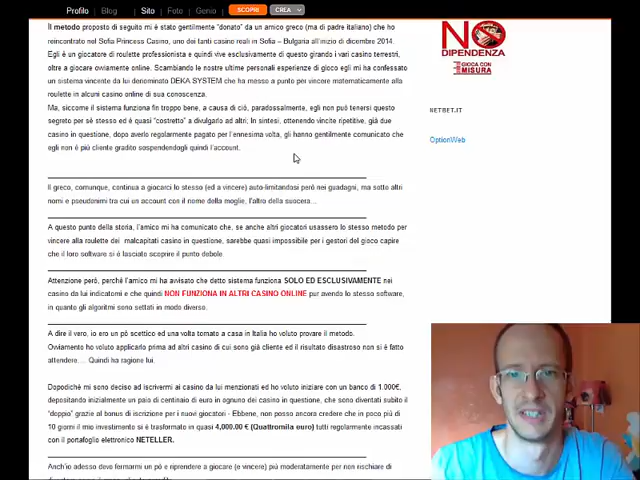 Profilo Blog Sito Foto Genio SCOPRI CREA
Il metodo proposto di seguito mi è stato gentilmente "donato" da un amico greco (ma di padre italiano) che ho
reincontrato nel Sofia Princess Casino, uno dei tanti casino reali in Sofia – Bulgaria all'inizio di dicembre 2014.
Egli è un giocatore di roulette professionista e quindi vive esclusivamente di questo girando i vari casino terrestri,
oltre a giocare ovviamente online. Scambiando le nostre ultime personali esperienze di gioco egli mi ha confessato
un sistema vincente da lui denominato DEKA SYSTEM che ha messo a punto per vincere matematicamente alla
roulette in alcuni casino online di sua conoscenza.
Ma, siccome il sistema funziona fin troppo bene, a causa di ciò, paradossalmente, egli non può tenersi questo
segreto per sé stesso ed è quasi "costretto" a divulgarlo ad altri; In sintesi, ottenendo vincite ripetitive, già due
casino in questione, dopo averlo regolarmente pagato per l'ennesima volta, gli hanno gentilmente comunicato che
egli non è più cliente gradito sospendendogli quindi l'account.
Il greco, comunque, continua a giocarci lo stesso (ed a vincere) auto-limitandosi però nei guadagni, ma sotto altri
nomi e pseudonimi tra cui un account con il nome della moglie, l'altro della suocera...
A questo punto della storia, l'amico mi ha comunicato che, se anche altri giocatori usassero lo stesso metodo per
vincere alla roulette dei malcapitati casino in questione, sarebbe quasi impossibile per i gestori del gioco capire
che il loro software si è lasciato scoprire il punto debole.
Attenzione però, perché l'amico mi ha avvisato che detto sistema funziona SOLO ED ESCLUSIVAMENTE nei
casino da lui indicatomi e che quindi NON FUNZIONA IN ALTRI CASINO ONLINE pur avendo lo stesso software,
in quanto gli algoritmi sono settati in modo diverso.
A dire il vero, io ero un pò scettico ed una volta tornato a casa in Italia ho voluto provare il metodo.
Ovviamente ho voluto applicarlo prima ad altri casino di cui sono già cliente ed il risultato disastroso non si è fatto
attendere.... Quindi ha ragione lui.
Dopodiché mi sono deciso ad iscrivermi ai casino da lui menzionati ed ho voluto iniziare con un banco di 1.000€,
depositando inizialmente un paio di centinaio di euro in ognuno dei casino in questione, che sono diventati subito il
"doppio" grazie al bonus di iscrizione per i nuovi giocatori - Ebbene, non posso ancora credere che in poco più di
10 giorni il mio investimento si è trasformato in quasi 4,000.00 € (Quattromila euro) tutti regolarmente incassati
con il portafoglio elettronico NETELLER.
Anch'io adesso devo fermarmi un pò e riprendere a giocare (e vincere) più moderatamente per non rischiare di
NO
DIPENDENZA
GIOCA CON
MISURA
NETBET.IT
OptionWeb